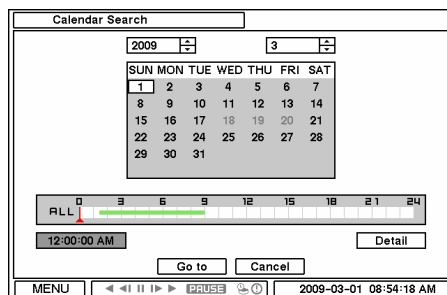 Calendar Search
2009 3
SUN MON TUE WED THU FRI SAT
1 2 3 4 5 6 7
8 9 10 11 12 13 14
15 16 17 18 19 20 21
22 23 24 25 26 27 28
29 30 31
0 3 6 9 12 15 18 21 24
ALL
12:00:00 AM Detail
Go to Cancel
MENU PAUSE 2009-03-01 08:54:18 AM